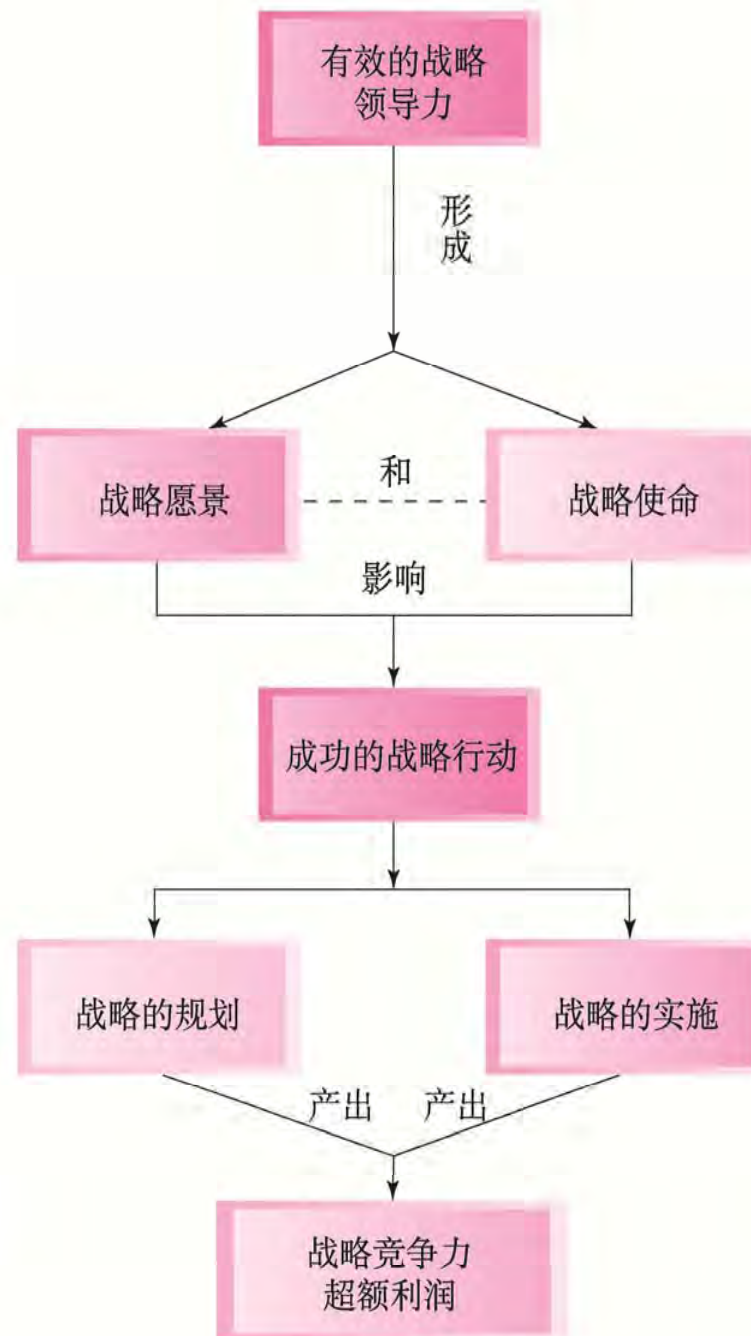 有效的战略
领导力
形成
战略愿景
和
战略使命
影响
成功的战略行动
战略的规划
战略的实施
产出
产出
战略竞争力
超额利润